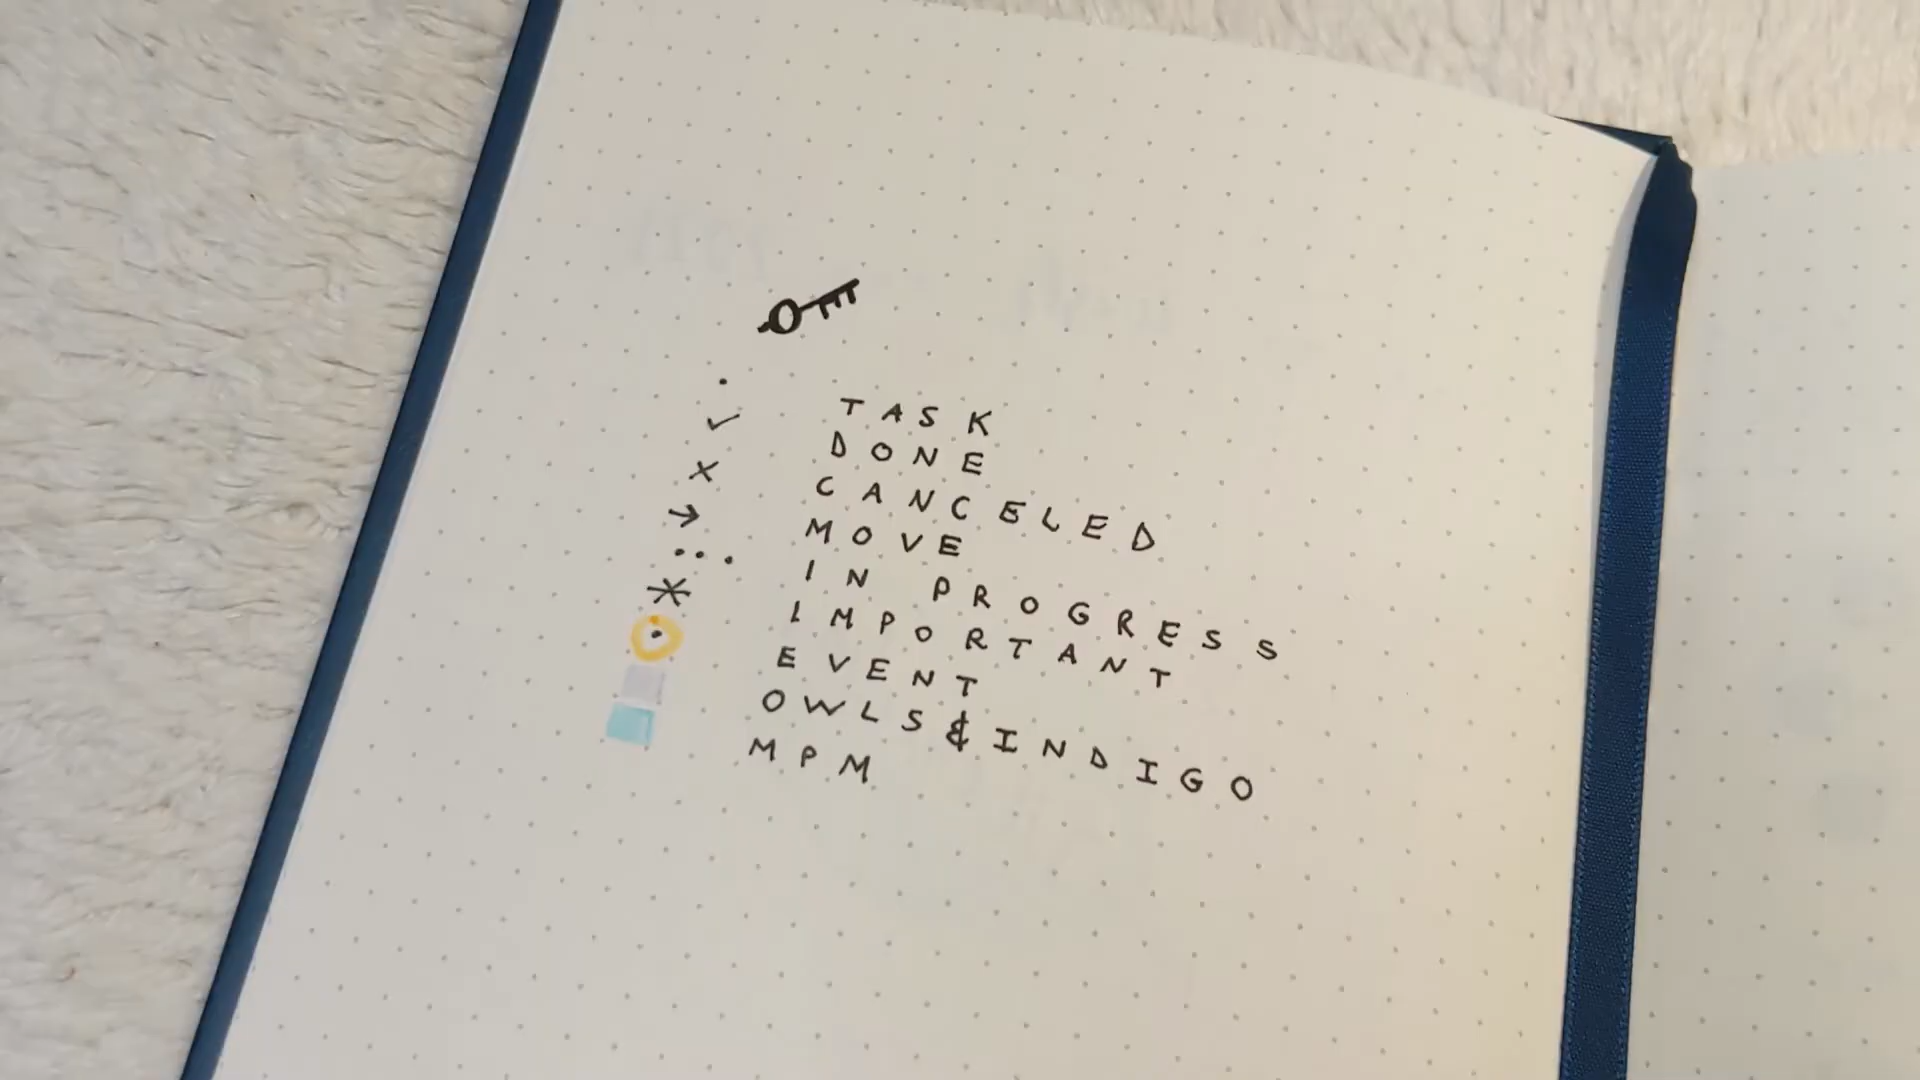 . TASK
✓ DONE
x CANCELED
→ MOVE
... IN PROGRESS
* IMPORTANT
EVENT
OWLS & INDIGO
MPM